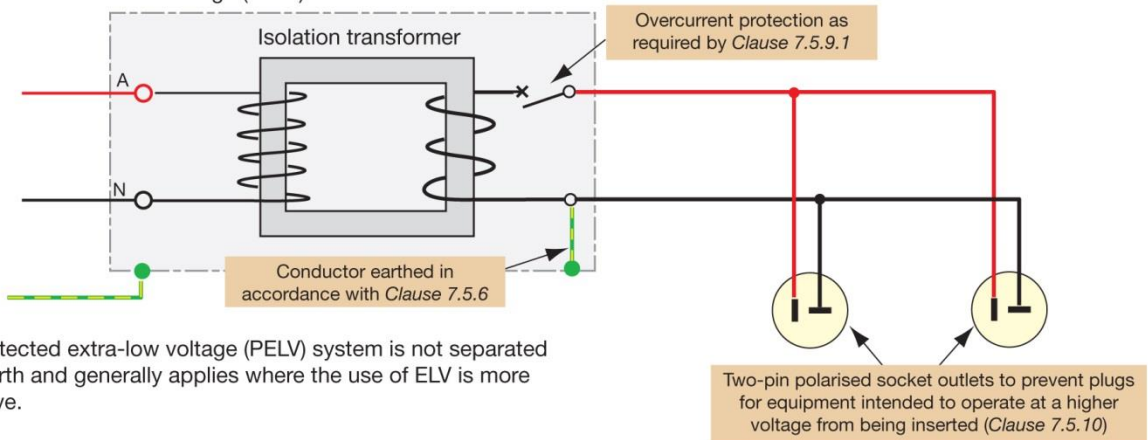 Overcurrent protection as
required by Clause 7.5.9.1
Isolation transformer
A
N
Conductor earthed in
accordance with Clause 7.5.6
tected extra-low voltage (PELV) system is not separated
rth and generally applies where the use of ELV is more
ve.
Two-pin polarised socket outlets to prevent plugs
for equipment intended to operate at a higher
voltage from being inserted (Clause 7.5.10)